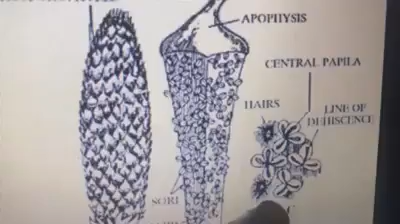 APOPHYSIS
CENTRAL PAPILA
HAIRS
LINE OF
DEHISCENCE
SORI